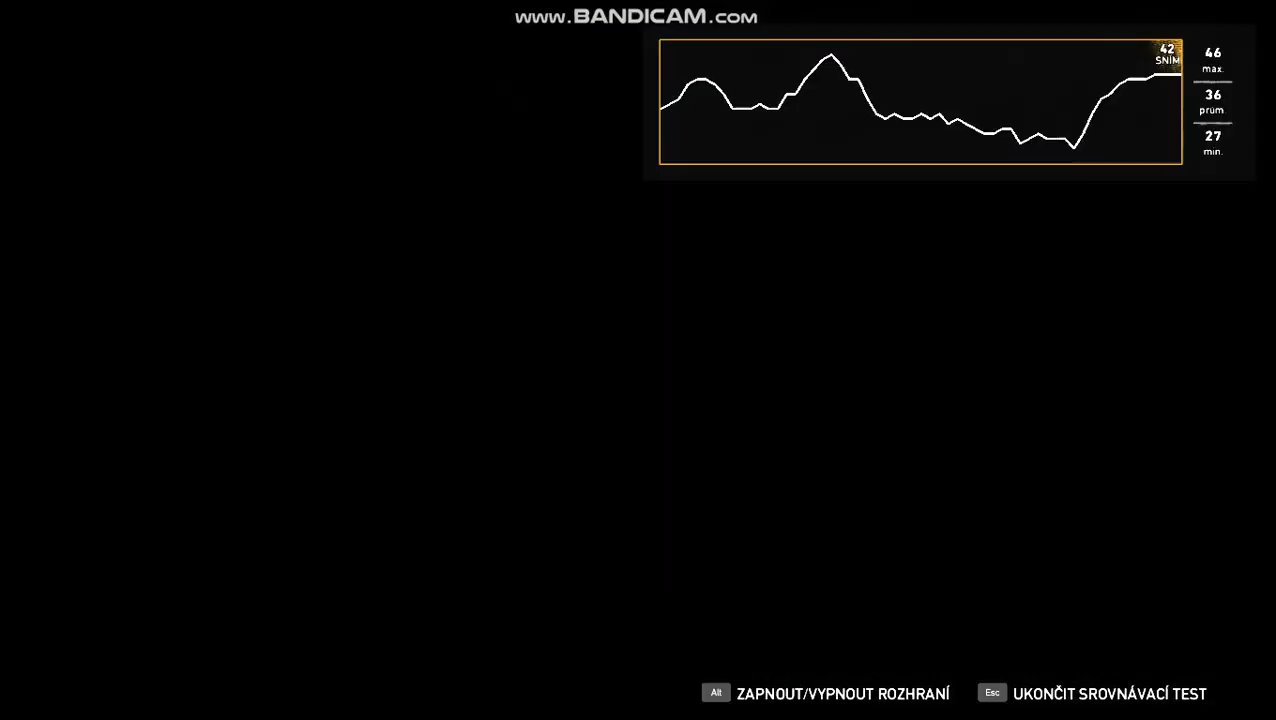 www.BANDICAM.com
42
SNÍM
46
max.
36
prům
27
min.
Alt ZAPNOUT/VYPNOUT ROZHRANÍ Esc UKONČIT SROVNÁVACÍ TEST